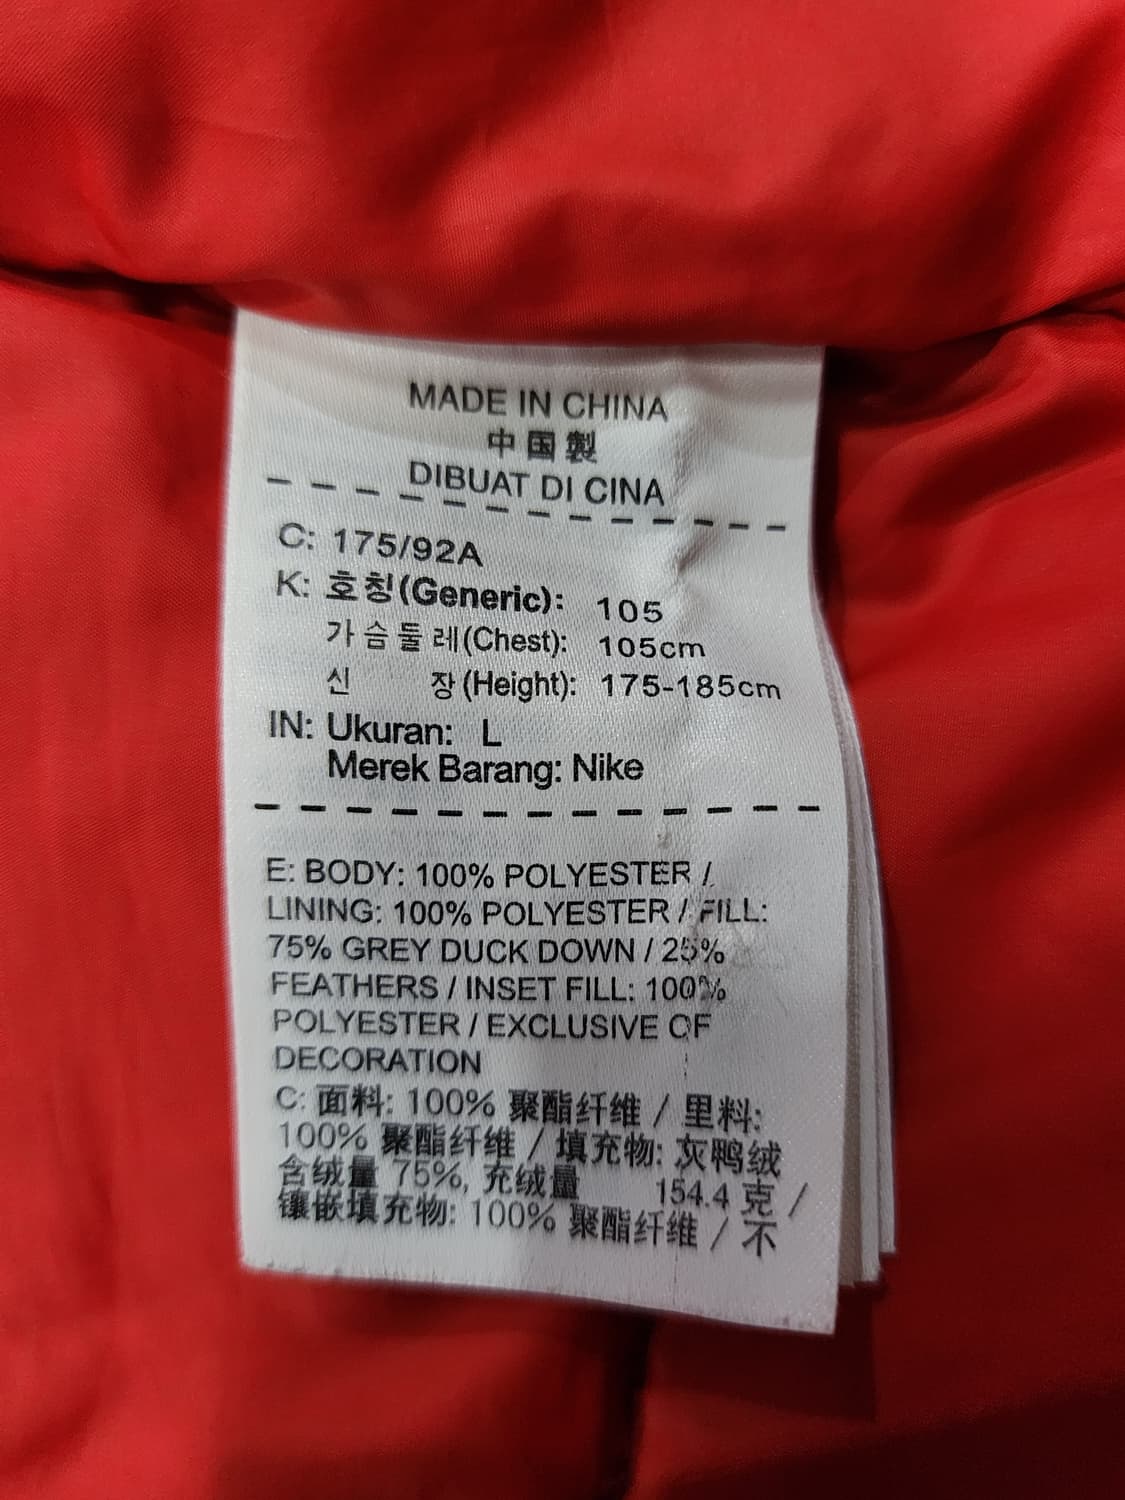 MADE IN CHINA
中国製
DIBUAT DI CINA
C: 175/92A
K: 호칭(Generic): 105
가슴둘레(Chest): 105cm
신 장(Height): 175-185cm
IN: Ukuran: L
Merek Barang: Nike
E: BODY: 100% POLYESTER /
LINING: 100% POLYESTER / FILL:
75% GREY DUCK DOWN / 25%
FEATHERS / INSET FILL: 100%
POLYESTER / EXCLUSIVE OF
DECORATION
C: 面料: 100% 聚酯纤维 / 里料:
100% 聚酯纤维 / 填充物: 灰鸭绒
含绒量 75%, 充绒量 154.4 克 /
镶嵌填充物: 100% 聚酯纤维 / 不